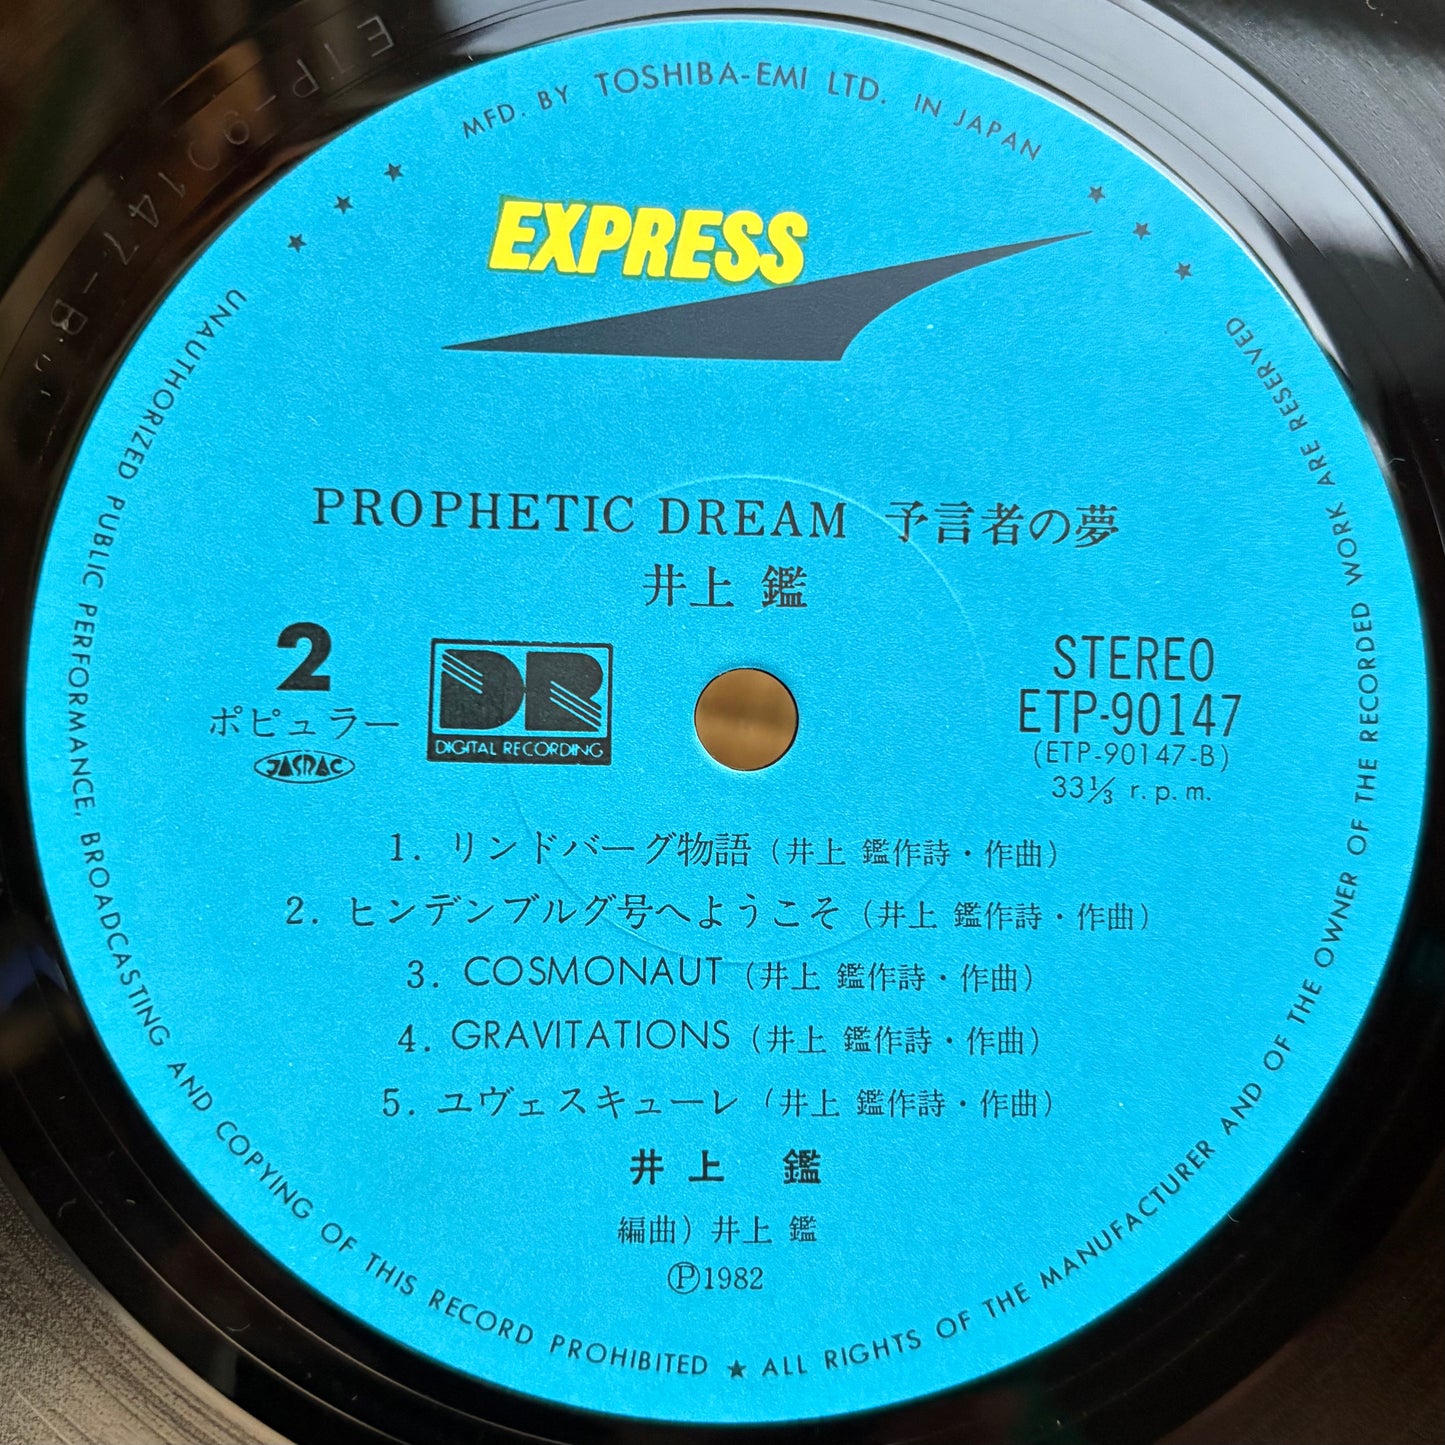 MFD. BY TOSHIBA-EMI LTD. IN JAPAN
EXPRESS
PROPHETIC DREAM 予言者の夢
井上 鑑
2
ポピュラー
JASRAC
DR
DIGITAL RECORDING
STEREO
ETP-90147
(ETP-90147-B)
33⅓ r.p.m.
1. リンドバーグ物語 (井上 鑑作詩・作曲)
2. ヒンデンブルグ号へようこそ (井上 鑑作詩・作曲)
3. COSMONAUT (井上 鑑作詩・作曲)
4. GRAVITATIONS (井上 鑑作詩・作曲)
5. ユヴェスキューレ (井上 鑑作詩・作曲)
井上 鑑
編曲) 井上 鑑
Ⓟ1982
UNAUTHORIZED PUBLIC PERFORMANCE, BROADCASTING AND COPYING OF THIS RECORD PROHIBITED ★ ALL RIGHTS OF THE MANUFACTURER AND OF THE OWNER OF THE RECORDED WORK ARE RESERVED
ETP-90147-B